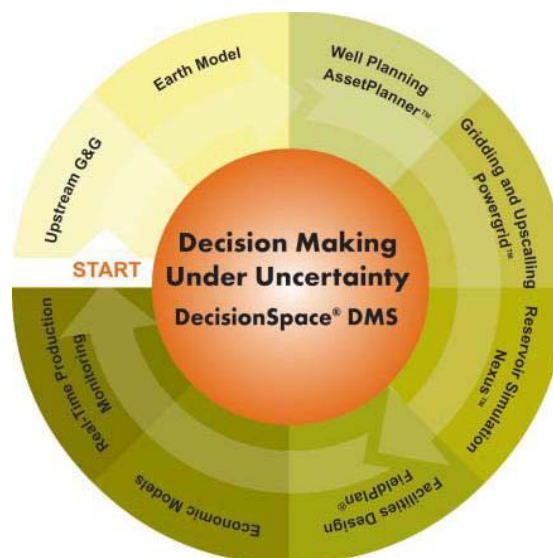 Decision Making
Under Uncertainty
DecisionSpace® DMS
START
Upstream G&G
Earth Model
Well Planning
AssetPlanner™
Gridding and Upscalling
Powergrid™
Reservoir Simulation
Nexus™
Facilities Design
FieldPlan®
Economic Models
Real-Time Production
Monitoring